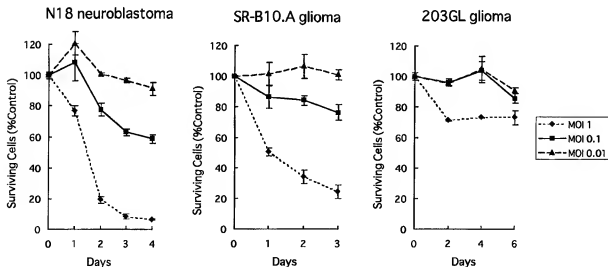 N18 neuroblastoma
SR-B10.A glioma
203GL glioma
Surviving Cells (%Control)
120
100
80
60
40
20
0
0 1 2 3 4
Days
Surviving Cells (%Control)
120
100
80
60
40
20
0
0 1 2 3
Days
Surviving Cells (%Control)
120
100
80
60
40
20
0
0 2 4 6
Days
MOI 1
MOI 0.1
MOI 0.01